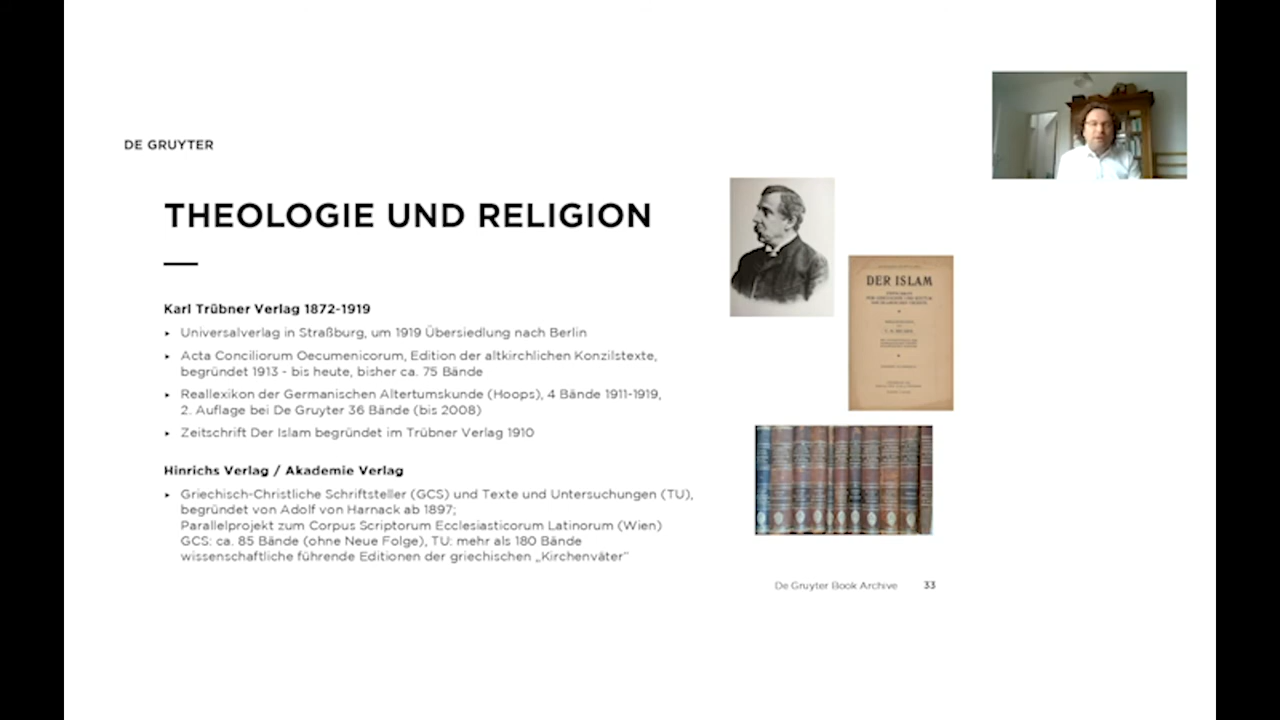 DE GRUYTER
THEOLOGIE UND RELIGION
Karl Trübner Verlag 1872-1919
▸ Universalverlag in Straßburg, um 1919 Übersiedlung nach Berlin
▸ Acta Conciliorum Oecumenicorum, Edition der altkirchlichen Konzilstexte,
begründet 1913 - bis heute, bisher ca. 75 Bände
▸ Reallexikon der Germanischen Altertumskunde (Hoops), 4 Bände 1911-1919,
2. Auflage bei De Gruyter 36 Bände (bis 2008)
▸ Zeitschrift Der Islam begründet im Trübner Verlag 1910
Hinrichs Verlag / Akademie Verlag
▸ Griechisch-Christliche Schriftsteller (GCS) und Texte und Untersuchungen (TU),
begründet von Adolf von Harnack ab 1897;
Parallelprojekt zum Corpus Scriptorum Ecclesiasticorum Latinorum (Wien)
GCS: ca. 85 Bände (ohne Neue Folge), TU: mehr als 180 Bände
wissenschaftliche führende Editionen der griechischen „Kirchenväter“
DER ISLAM
De Gruyter Book Archive 33